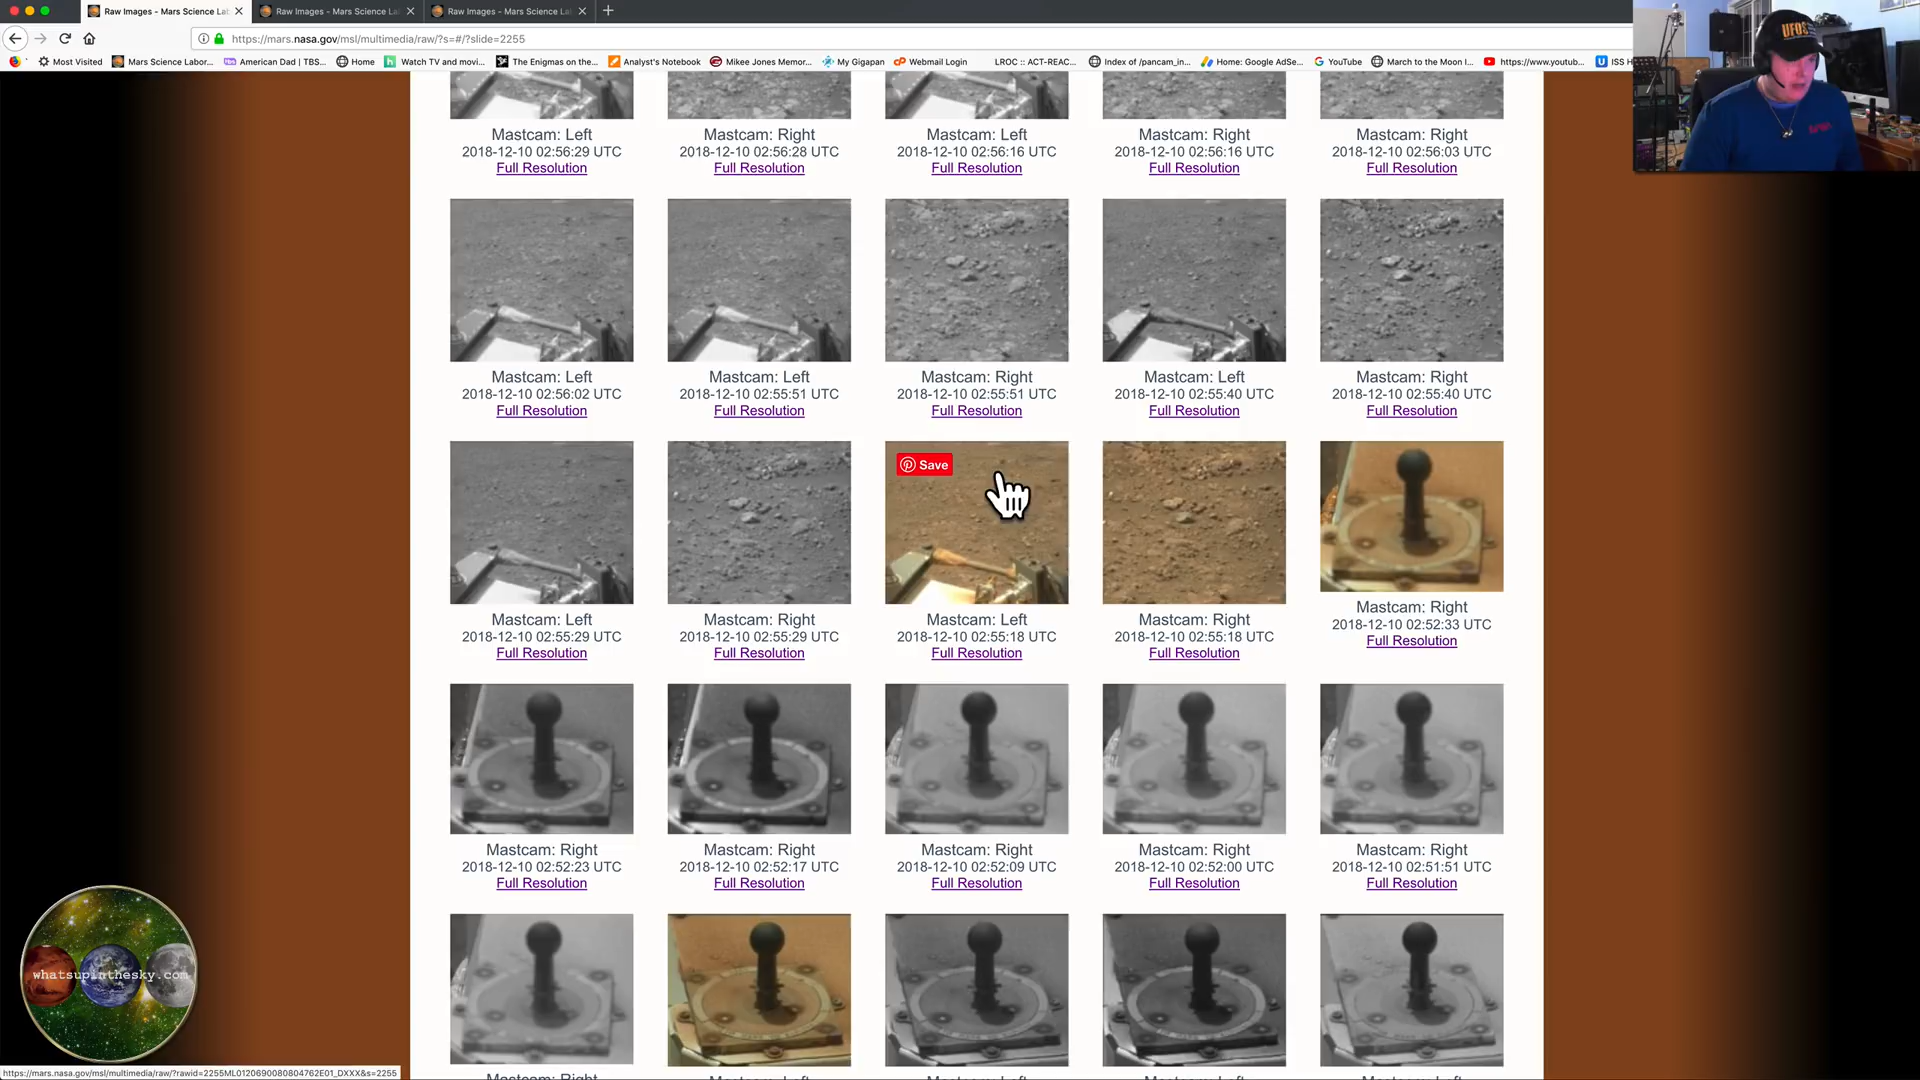 Raw Images - Mars Science Lab
Raw Images - Mars Science Lab
Raw Images - Mars Science Lab
https://mars.nasa.gov/msl/multimedia/raw/?s=#/?slide=2255
Most Visited
Mars Science Labor...
American Dad | TBS...
Home
Watch TV and movi...
The Enigmas on the...
Analyst's Notebook
Mikee Jones Memor...
My Gigapan
Webmail Login
LROC :: ACT-REAC...
Index of /pancam_in...
Home: Google AdSe...
YouTube
March to the Moon I...
https://www.youtub...
ISS H
UFOS
Mastcam: Left
2018-12-10 02:56:29 UTC
Full Resolution
Mastcam: Right
2018-12-10 02:56:28 UTC
Full Resolution
Mastcam: Left
2018-12-10 02:56:16 UTC
Full Resolution
Mastcam: Right
2018-12-10 02:56:16 UTC
Full Resolution
Mastcam: Right
2018-12-10 02:56:03 UTC
Full Resolution
Mastcam: Left
2018-12-10 02:56:02 UTC
Full Resolution
Mastcam: Left
2018-12-10 02:55:51 UTC
Full Resolution
Mastcam: Right
2018-12-10 02:55:51 UTC
Full Resolution
Mastcam: Left
2018-12-10 02:55:40 UTC
Full Resolution
Mastcam: Right
2018-12-10 02:55:40 UTC
Full Resolution
Save
Mastcam: Left
2018-12-10 02:55:29 UTC
Full Resolution
Mastcam: Right
2018-12-10 02:55:29 UTC
Full Resolution
Mastcam: Left
2018-12-10 02:55:18 UTC
Full Resolution
Mastcam: Right
2018-12-10 02:55:18 UTC
Full Resolution
Mastcam: Right
2018-12-10 02:52:33 UTC
Full Resolution
Mastcam: Right
2018-12-10 02:52:23 UTC
Full Resolution
Mastcam: Right
2018-12-10 02:52:17 UTC
Full Resolution
Mastcam: Right
2018-12-10 02:52:09 UTC
Full Resolution
Mastcam: Right
2018-12-10 02:52:00 UTC
Full Resolution
Mastcam: Right
2018-12-10 02:51:51 UTC
Full Resolution
whatsupinthesky.com
Mastcam: Right
Mastcam: Left
Mastcam: Left
Mastcam: Left
Mastcam: Left
https://mars.nasa.gov/msl/multimedia/raw/?rawid=2255ML0120690080804762E01_DXXX&s=2255